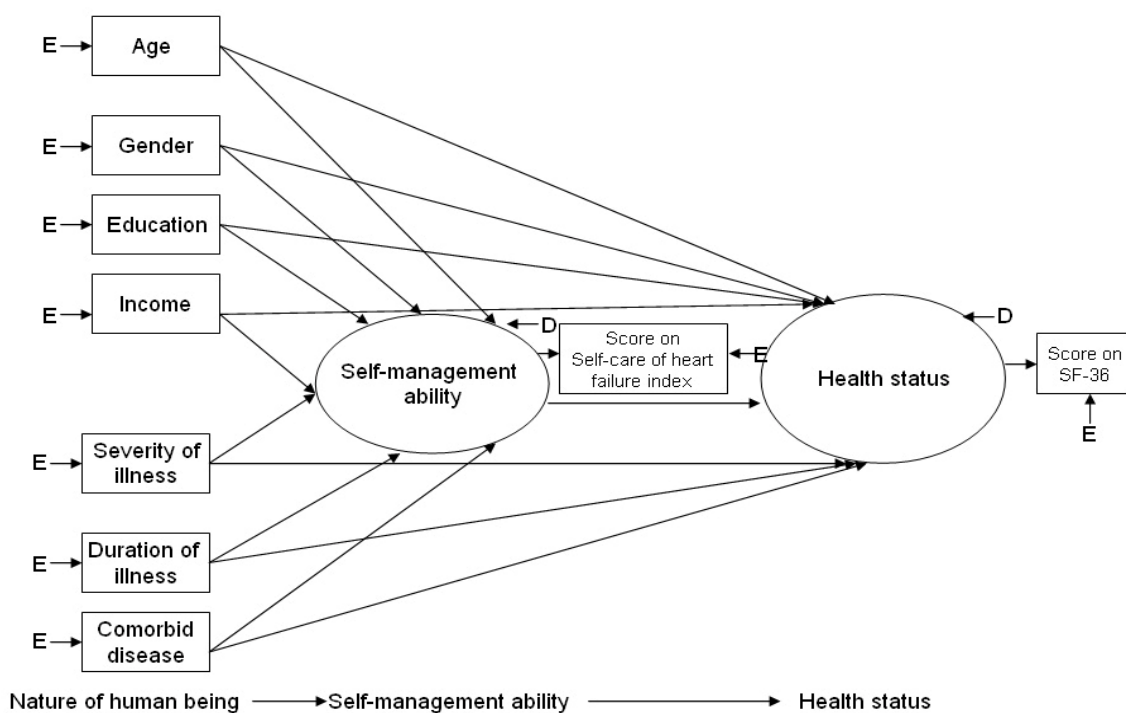 E
Age
E
Gender
E
Education
E
Income
D
D
Score on
Self-care of heart
failure index
E
Self-management
ability
Health status
Score on
SF-36
E
E
Severity of
illness
E
Duration of
illness
E
Comorbid
disease
Nature of human being
Self-management ability
Health status